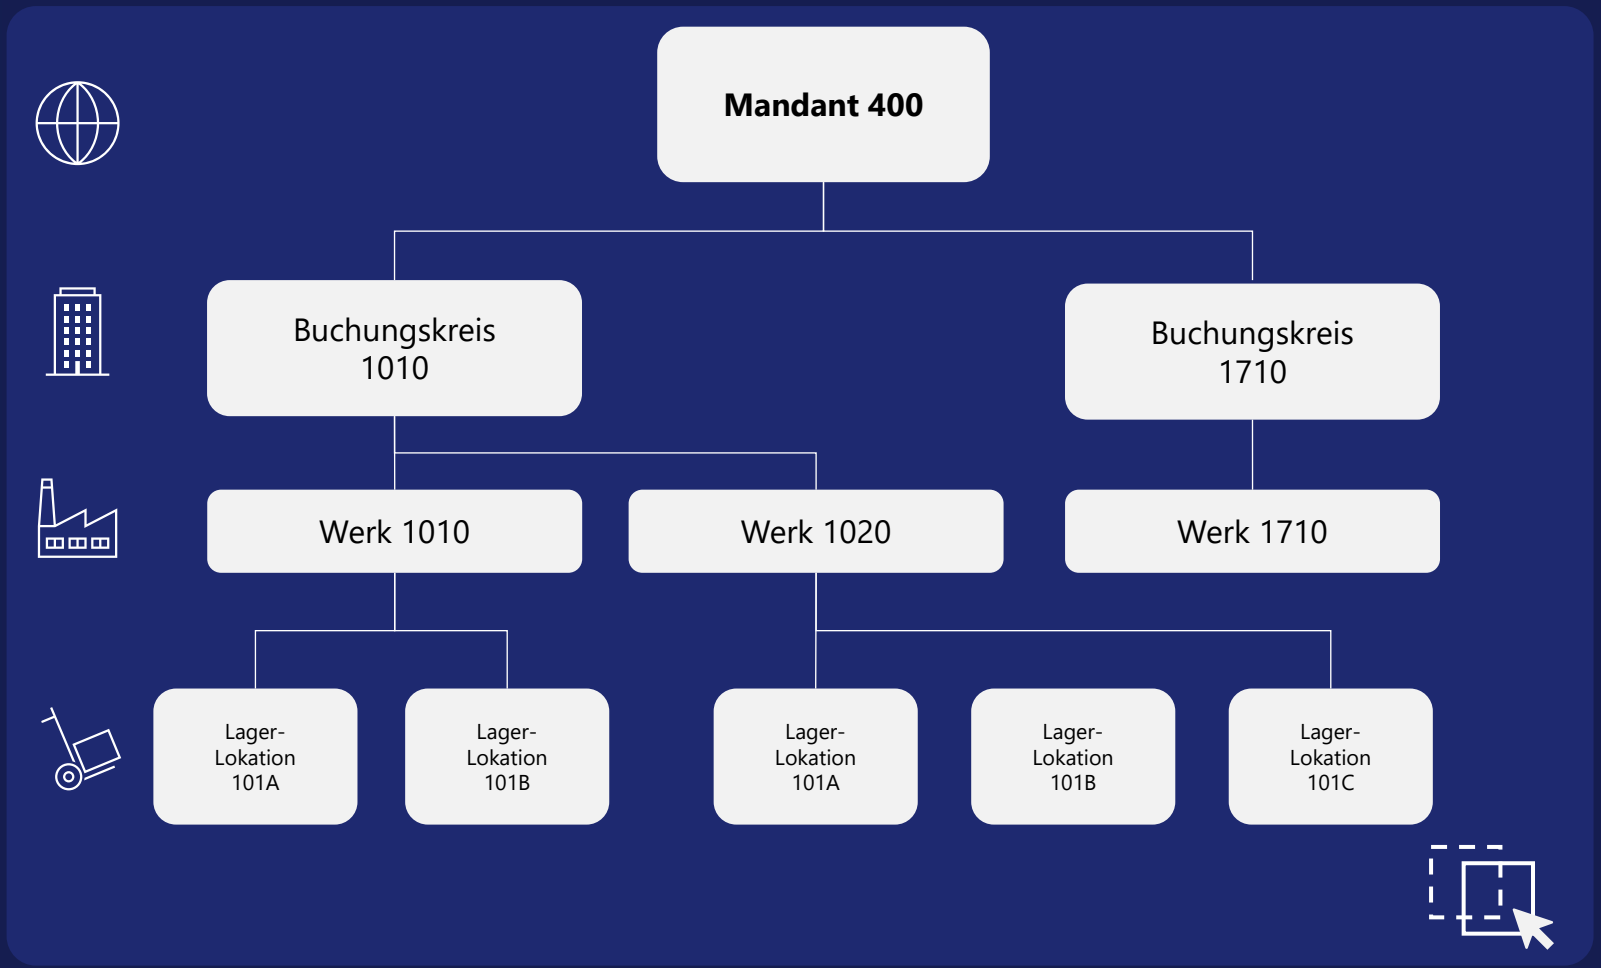 Mandant 400
Buchungskreis
1010
Buchungskreis
1710
Werk 1010
Werk 1020
Werk 1710
Lager-
Lokation
101A
Lager-
Lokation
101B
Lager-
Lokation
101A
Lager-
Lokation
101B
Lager-
Lokation
101C